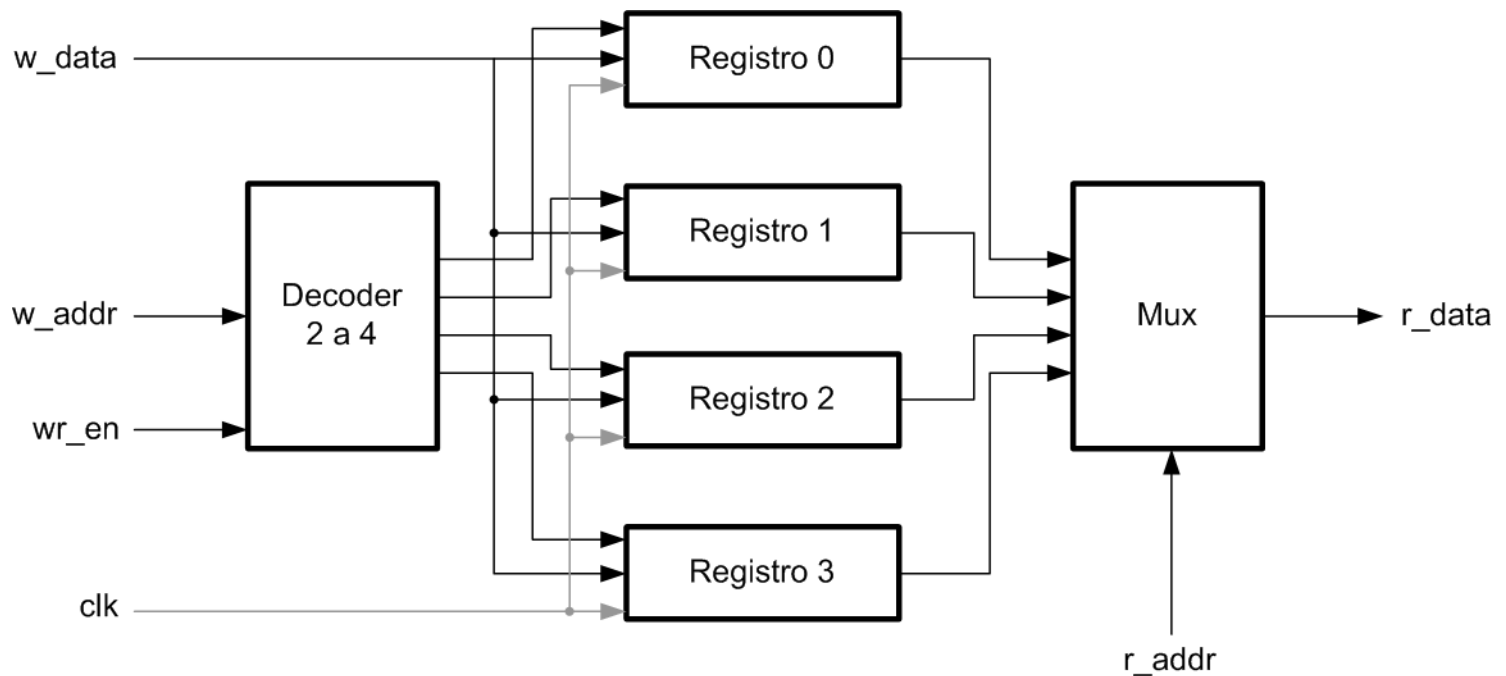 w_data
Registro 0
Registro 1
w_addr
Decoder
2 a 4
Mux
r_data
Registro 2
wr_en
Registro 3
clk
r_addr